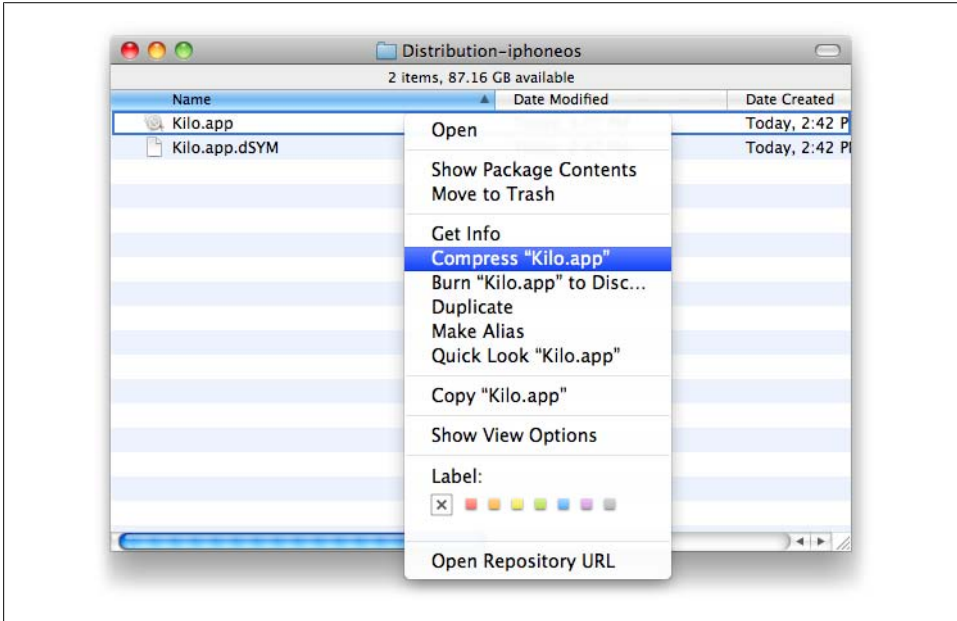 Distribution-iphoneos
2 items, 87.16 GB available
Name Date Modified Date Created
Kilo.app Today, 2:42 P
Kilo.app.dSYM Today, 2:42 P
Open
Show Package Contents
Move to Trash
Get Info
Compress “Kilo.app”
Burn “Kilo.app” to Disc...
Duplicate
Make Alias
Quick Look “Kilo.app”
Copy “Kilo.app”
Show View Options
Label:
Open Repository URL